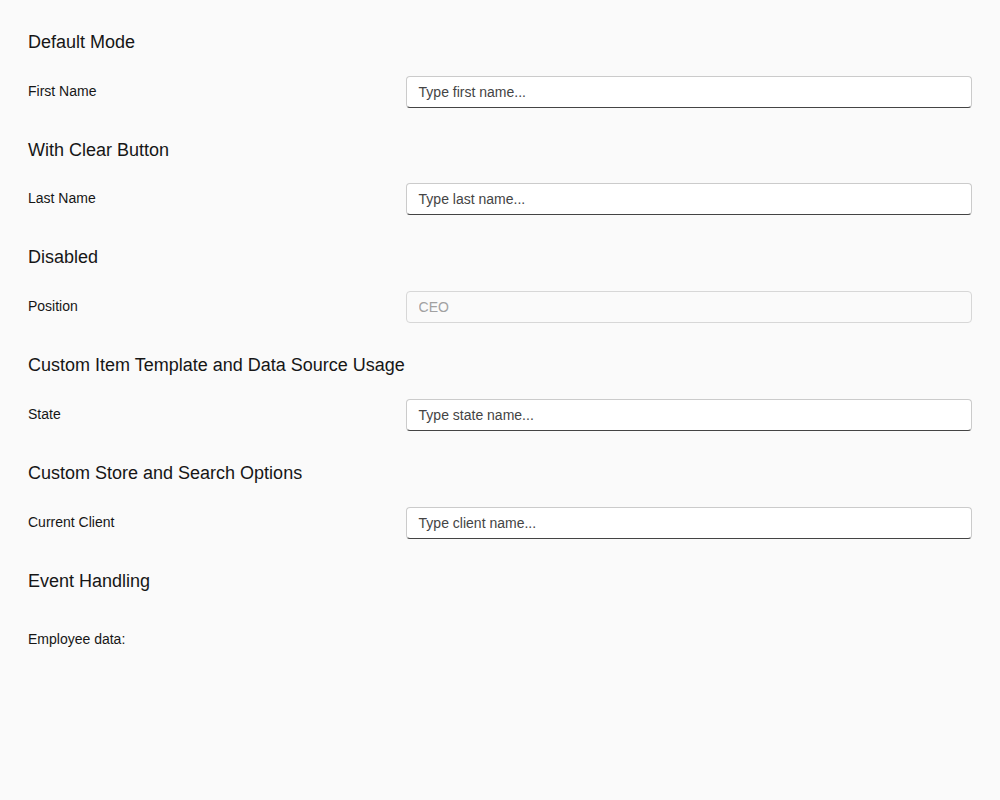 Default Mode
First Name
Type first name...
With Clear Button
Last Name
Type last name...
Disabled
Position
CEO
Custom Item Template and Data Source Usage
State
Type state name...
Custom Store and Search Options
Current Client
Type client name...
Event Handling
Employee data: